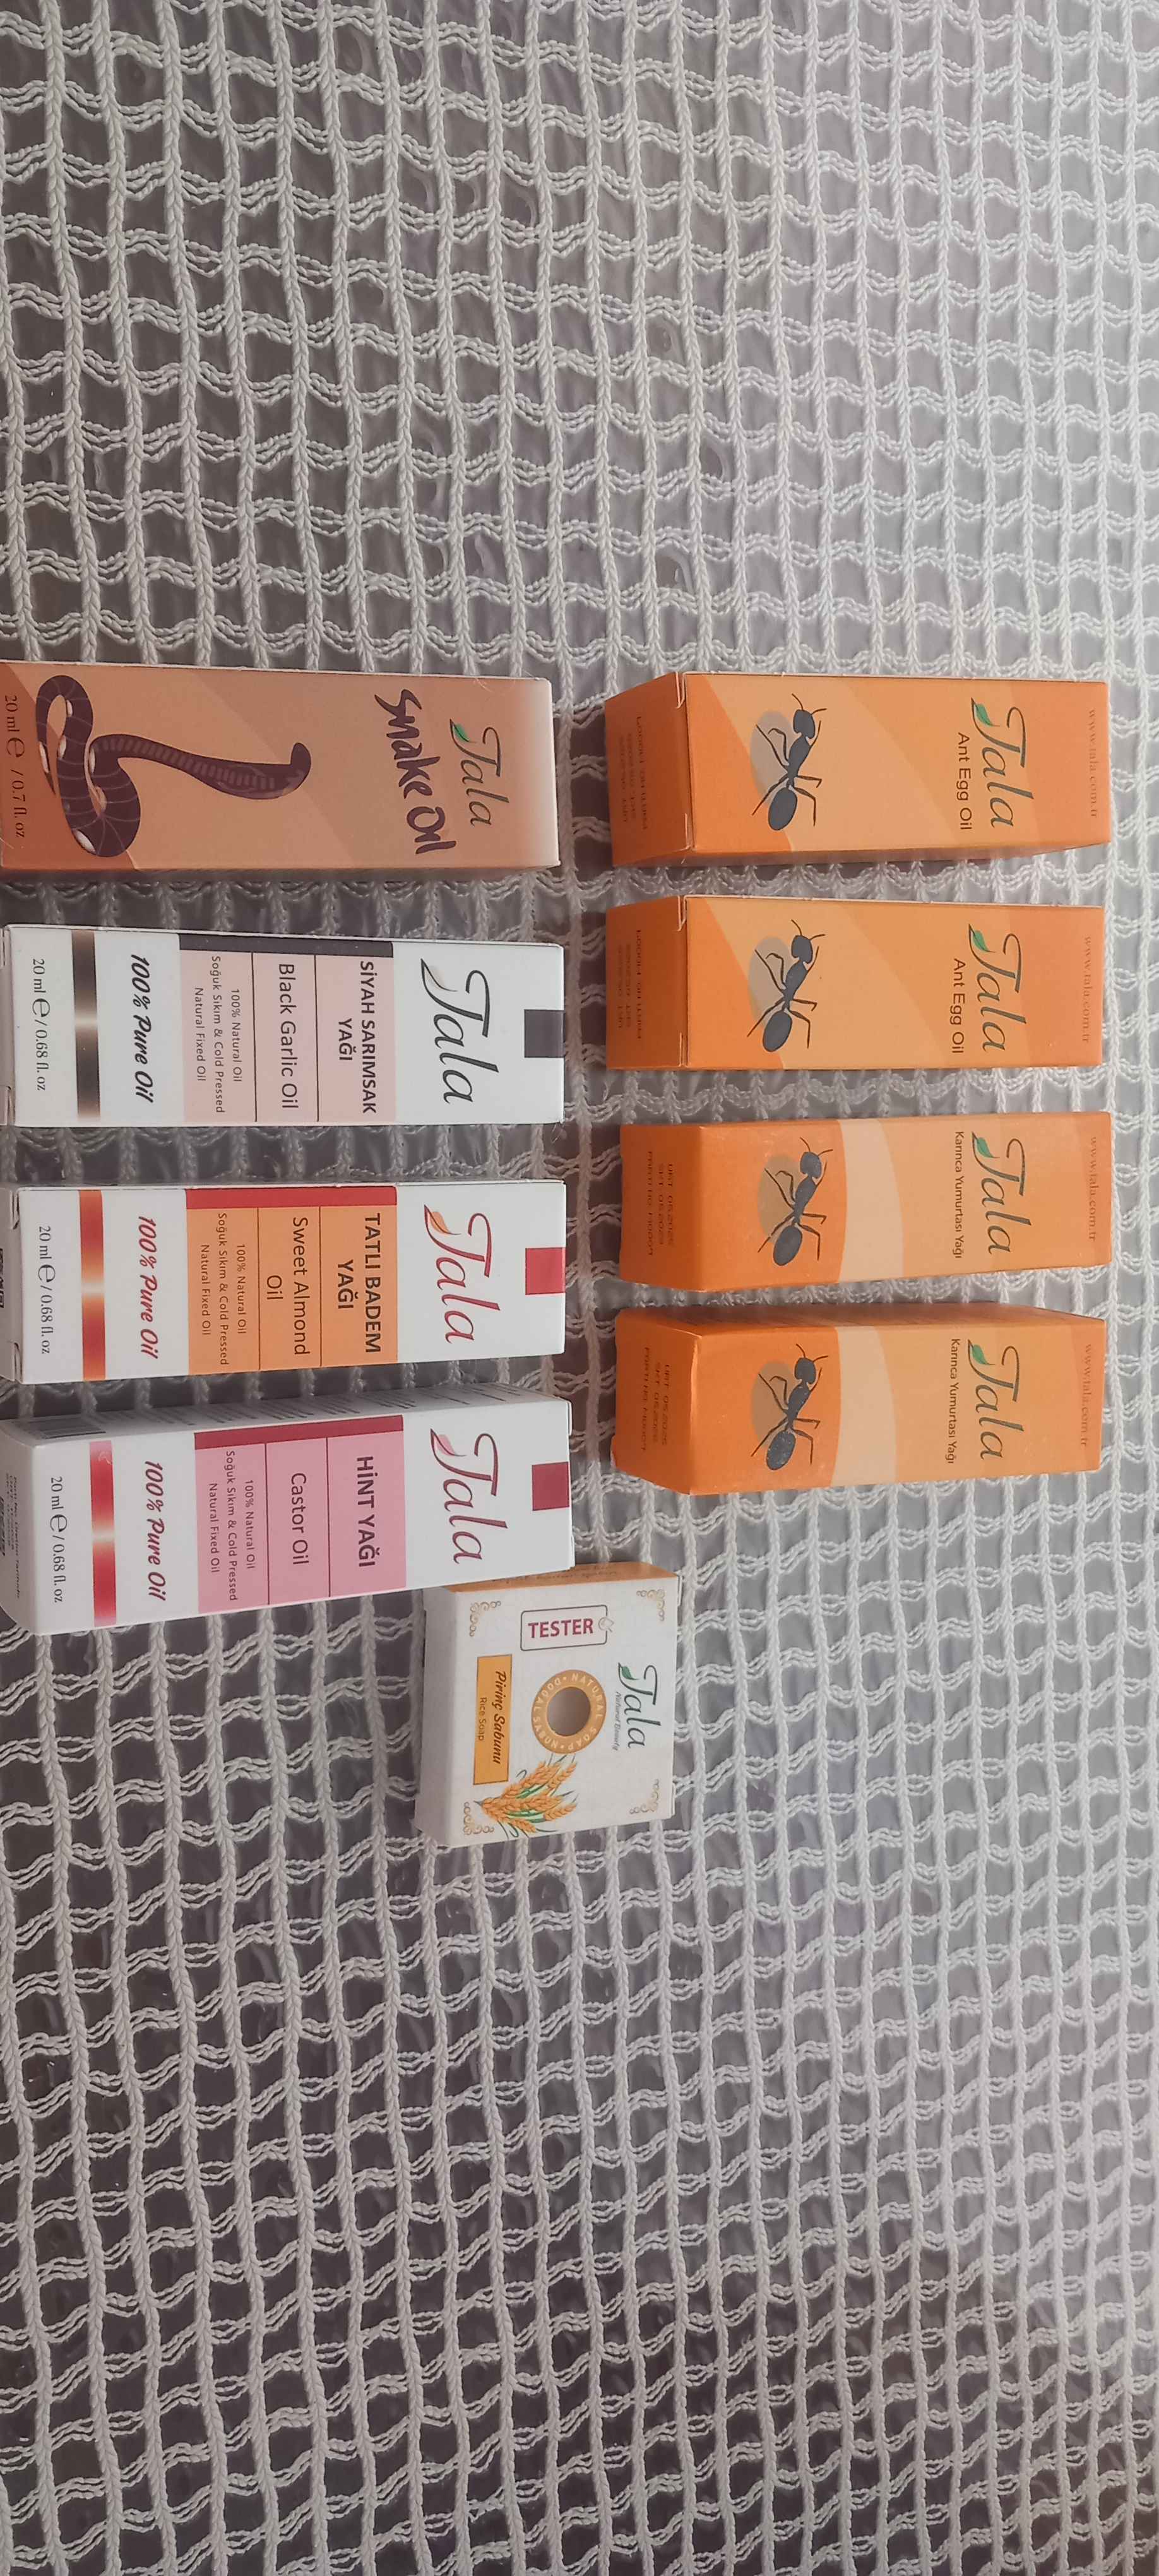 www.tala.com.tr
Tala
Ant Egg Oil
www.tala.com.tr
Tala
Ant Egg Oil
www.tala.com.tr
Tala
Karınca Yumurtası Yağı
www.tala.com.tr
Tala
Karınca Yumurtası Yağı
Tala
Snake Oil
20 ml e / 0.7 fl. oz
Tala
SİYAH SARIMSAK
YAĞI
Black Garlic Oil
100% Natural Oil
Soğuk Sıkım & Cold Pressed
Natural Fixed Oil
100% Pure Oil
20 ml e / 0.68 fl. oz
Tala
TATLI BADEM
YAĞI
Sweet Almond
Oil
100% Natural Oil
Soğuk Sıkım & Cold Pressed
Natural Fixed Oil
100% Pure Oil
20 ml e / 0.68 fl. oz
Tala
HİNT YAĞI
Castor Oil
100% Natural Oil
Soğuk Sıkım & Cold Pressed
Natural Fixed Oil
100% Pure Oil
20 ml e / 0.68 fl. oz
Tala
Natural Beauty
TESTER
NATURAL SOAP • DOĞAL SABUN •
Pirinç Sabunu
Rice Soap